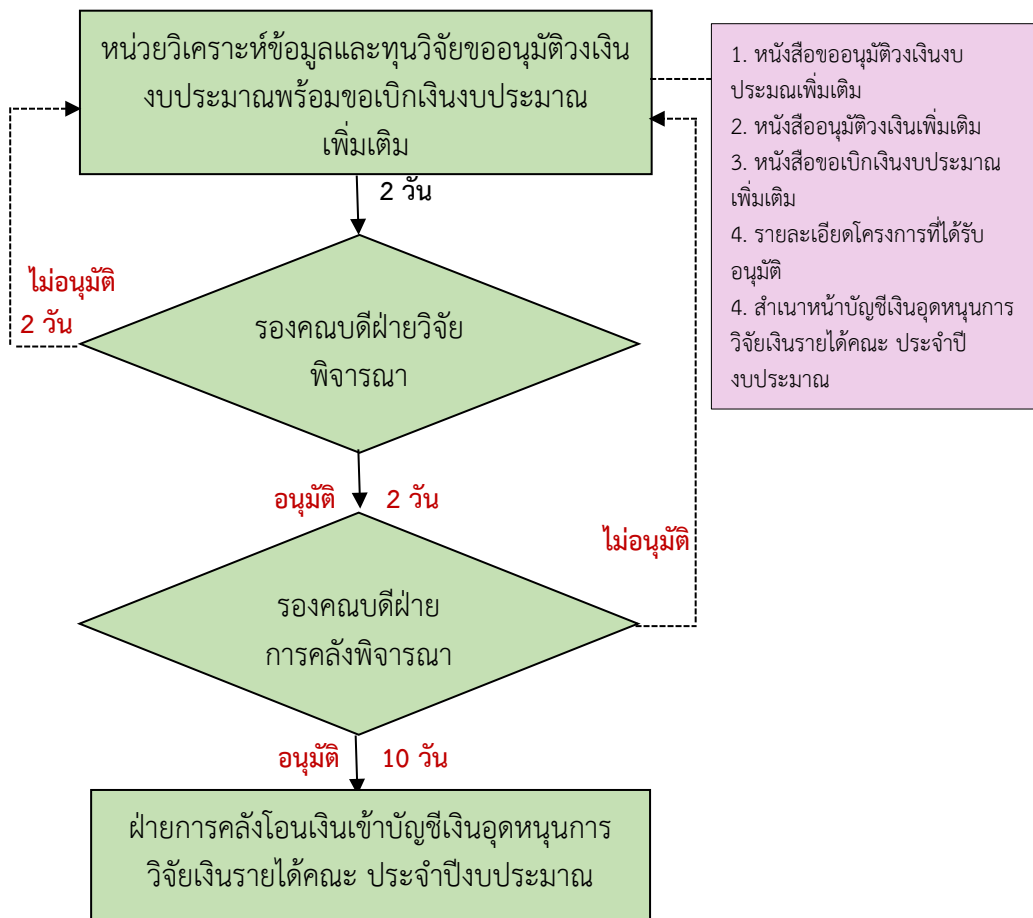 หน่วยวิเคราะห์ข้อมูลและทุนวิจัยขออนุมัติวงเงิน
งบประมาณพร้อมขอเบิกเงินงบประมาณ
เพิ่มเติม
1. หนังสือขออนุมัติวงเงินงบ
ประมณเพิ่มเติม
2. หนังสืออนุมัติวงเงินเพิ่มเติม
3. หนังสือขอเบิกเงินงบประมาณ
เพิ่มเติม
4. รายละเอียดโครงการที่ได้รับ
อนุมัติ
4. สำเนาหน้าบัญชีเงินอุดหนุนการ
วิจัยเงินรายได้คณะ ประจำปี
งบประมาณ
2 วัน
ไม่อนุมัติ
2 วัน
รองคณบดีฝ่ายวิจัย
พิจารณา
อนุมัติ 2 วัน
ไม่อนุมัติ
รองคณบดีฝ่าย
การคลังพิจารณา
อนุมัติ 10 วัน
ฝ่ายการคลังโอนเงินเข้าบัญชีเงินอุดหนุนการ
วิจัยเงินรายได้คณะ ประจำปีงบประมาณ